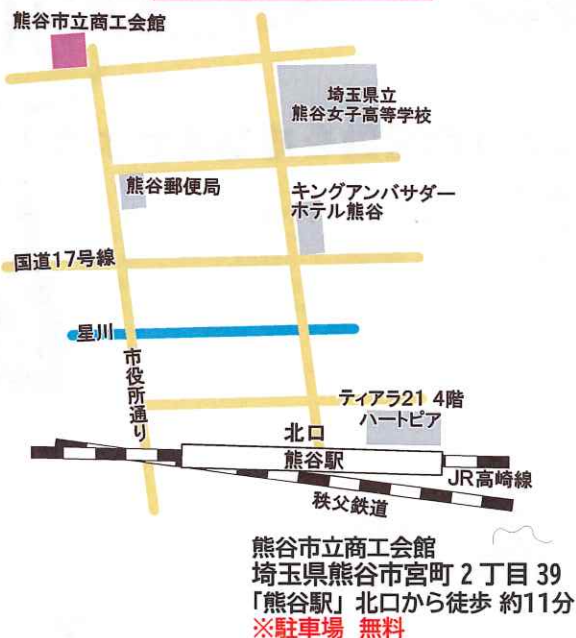 熊谷市立商工会館
埼玉県立
熊谷女子高等学校
熊谷郵便局
キングアンバサダー
ホテル熊谷
国道17号線
星川
市役所通り
ティアラ21 4階
ハートピア
北口
熊谷駅
JR高崎線
秩父鉄道
熊谷市立商工会館
埼玉県熊谷市宮町2丁目39
「熊谷駅」北口から徒歩 約11分
※駐車場 無料